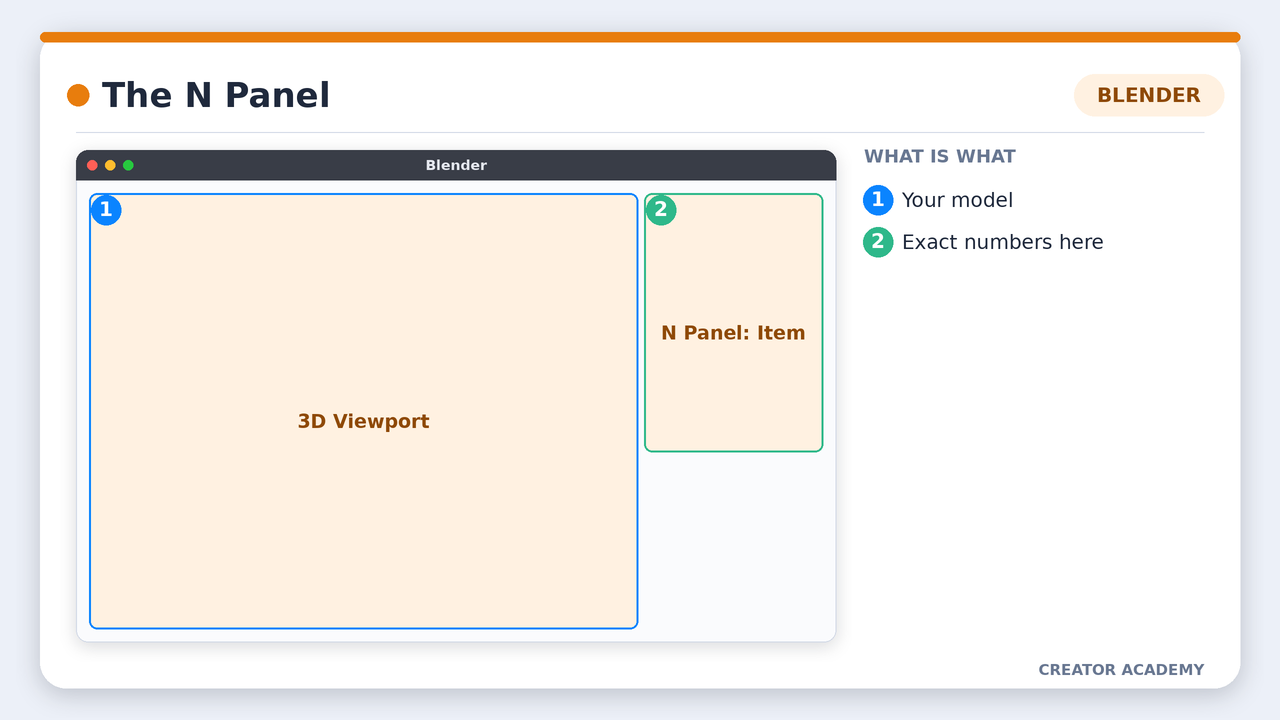 The N Panel
BLENDER
Blender
1
2
3D Viewport
N Panel: Item
WHAT IS WHAT
1 Your model
2 Exact numbers here
CREATOR ACADEMY